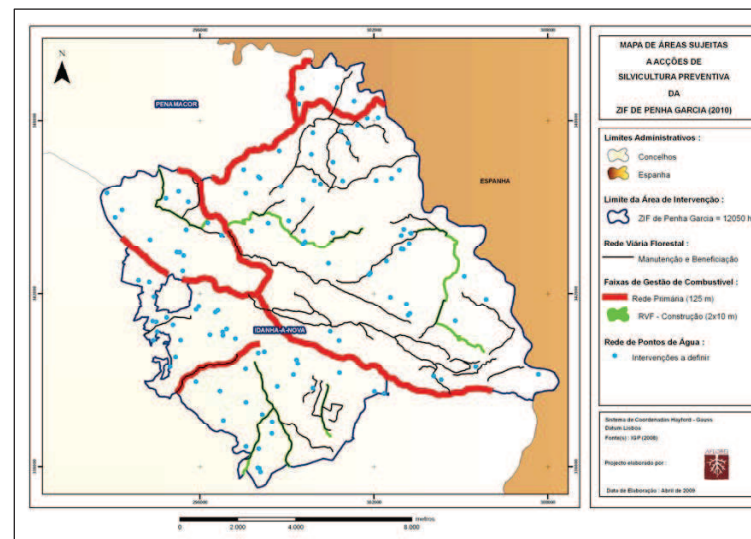 MAPA DE ÁREAS SUJEITAS
A ACÇÕES DE
SILVICULTURA PREVENTIVA
DA
ZIF DE PENHA GARCIA (2010)
Limites Administrativos :
Concelhos
Espanha
Limite da Área de Intervenção :
ZIF de Penha Garcia = 12050 h
Rede Viária Florestal :
Manutenção e Beneficiação
Faixas de Gestão de Combustível :
Rede Primária (125 m)
RVF - Construção (2x10 m)
Rede de Pontos de Água :
Intervenções a definir
Sistema de Coordenadas Hayford - Gauss
Datum Lisboa
Fonte(s) : IGP (2008)
Projecto elaborado por :
Data de Elaboração : Abril de 2009
N
PENAMACOR
ESPANHA
IDANHA-A-NOVA
metros
0 2.000 4.000 8.000